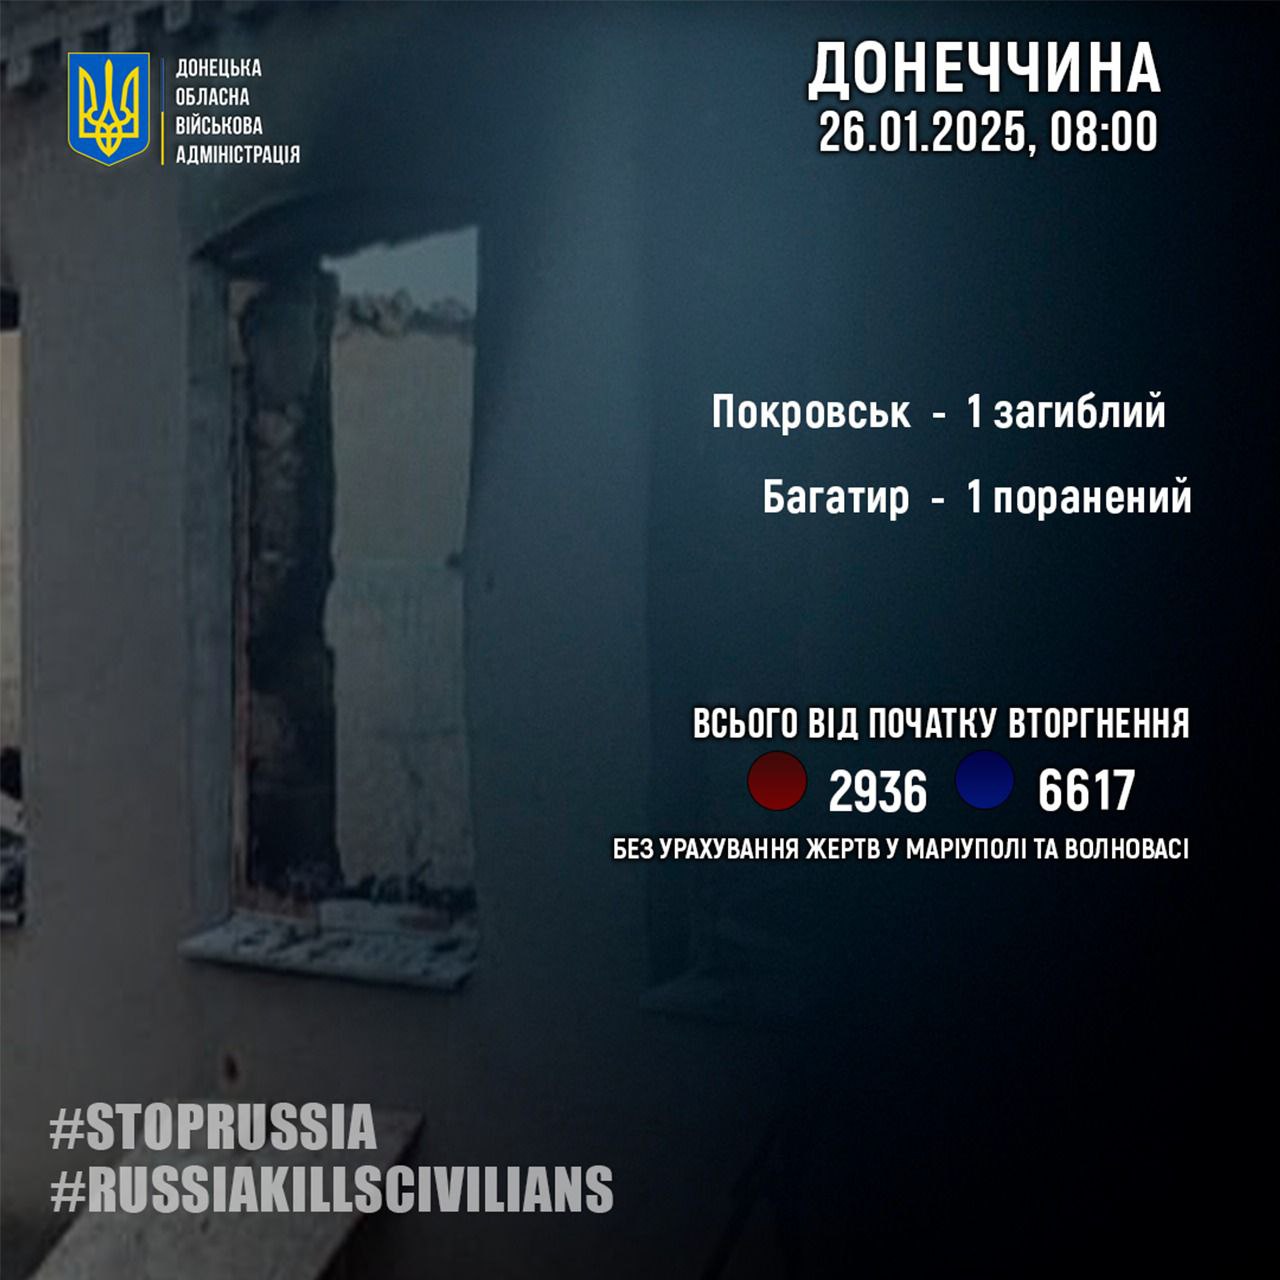 ДОНЕЦЬКА
ОБЛАСНА
ВІЙСЬКОВА
АДМІНІСТРАЦІЯ
ДОНЕЧЧИНА
26.01.2025, 08:00
Покровськ - 1 загиблий
Багатир - 1 поранений
ВСЬОГО ВІД ПОЧАТКУ ВТОРГНЕННЯ
2936 6617
БЕЗ УРАХУВАННЯ ЖЕРТВ У МАРІУПОЛІ ТА ВОЛНОВАСІ
#STOPRUSSIA
#RUSSIAKILLSCIVILIANS